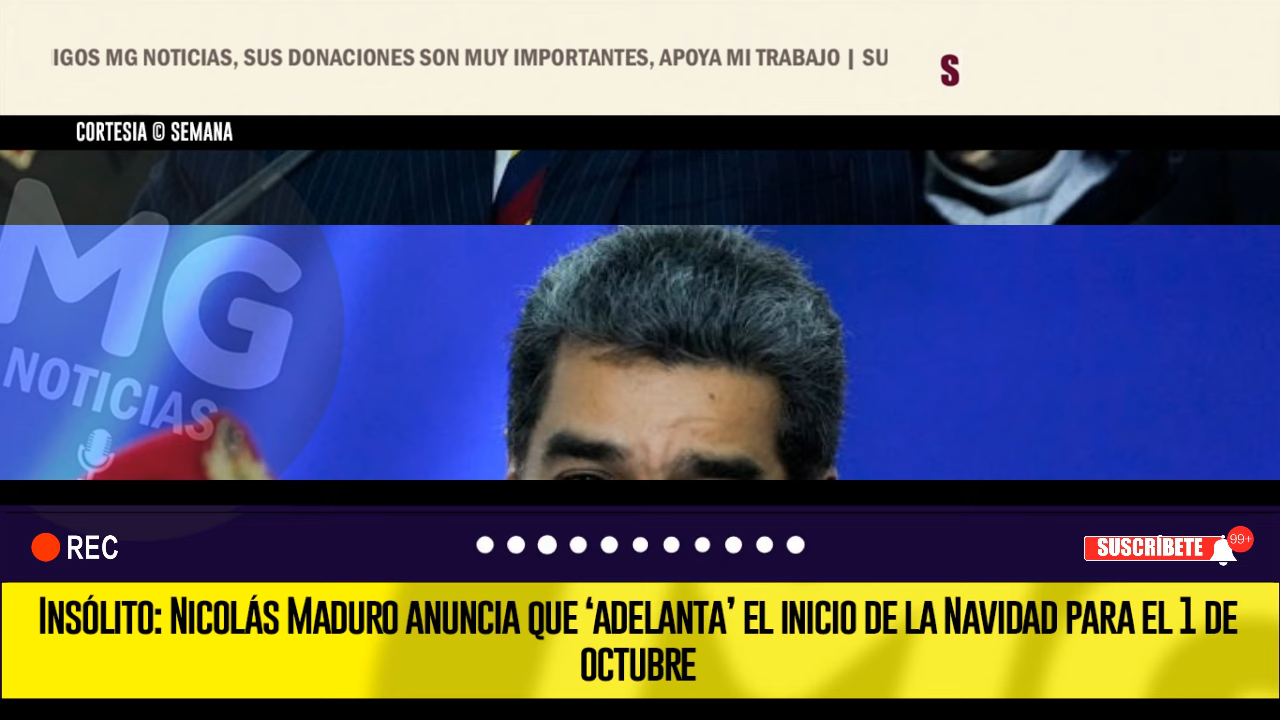 IGOS MG NOTICIAS, SUS DONACIONES SON MUY IMPORTANTES, APOYA MI TRABAJO | SU
S
CORTESIA © SEMANA
MG
NOTICIAS
REC
SUSCRÍBETE
99+
Insólito: Nicolás Maduro anuncia que ‘adelanta’ el inicio de la Navidad para el 1 de
octubre